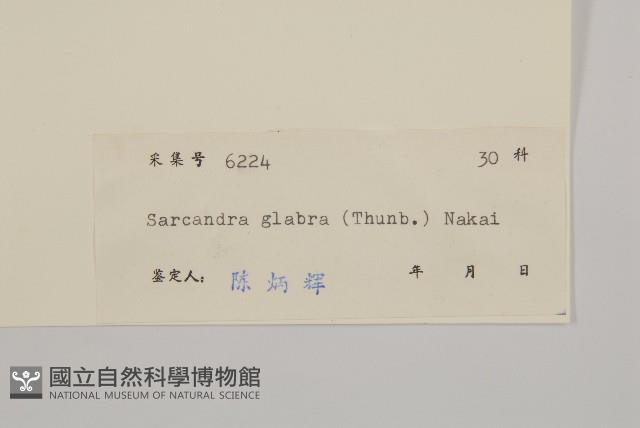 采集号 6224 30 科
Sarcandra glabra (Thunb.) Nakai
鉴定人: 陈炳辉 年 月 日
國立自然科學博物館
NATIONAL MUSEUM OF NATURAL SCIENCE